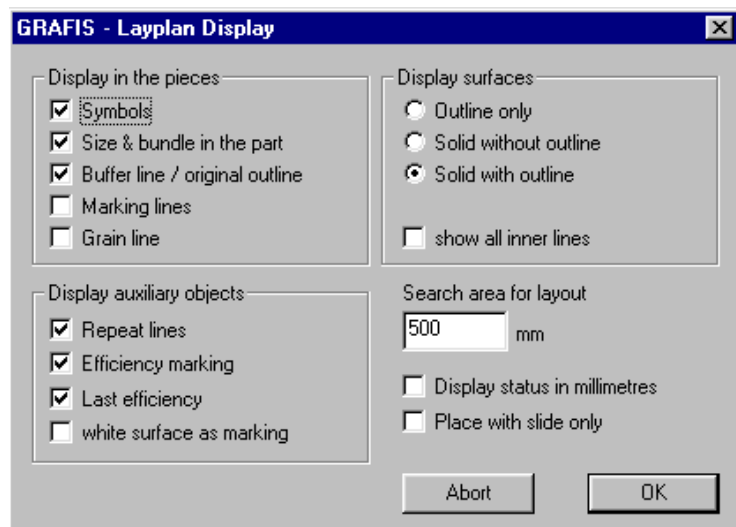 GRAFIS - Layplan Display
Display in the pieces
Symbols
Size & bundle in the part
Buffer line / original outline
Marking lines
Grain line
Display surfaces
Outline only
Solid without outline
Solid with outline
show all inner lines
Display auxiliary objects
Repeat lines
Efficiency marking
Last efficiency
white surface as marking
Search area for layout
500 mm
Display status in millimetres
Place with slide only
Abort
OK